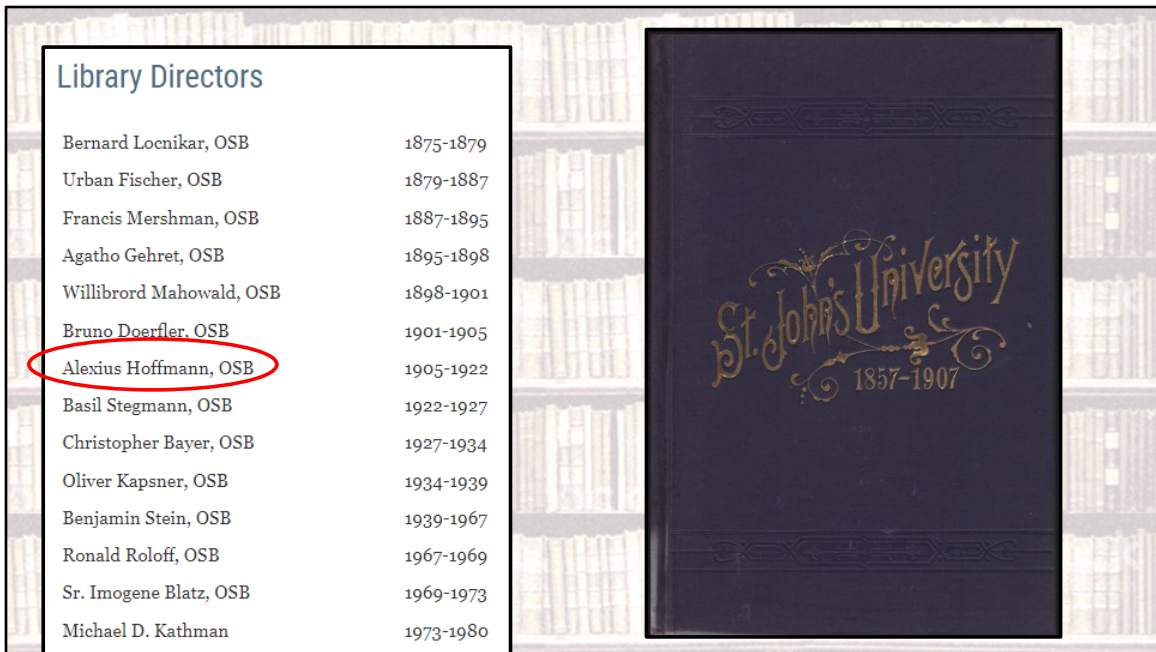 Library Directors
Bernard Locnikar, OSB 1875-1879
Urban Fischer, OSB 1879-1887
Francis Mershman, OSB 1887-1895
Agatho Gehret, OSB 1895-1898
Willibrord Mahowald, OSB 1898-1901
Bruno Doerfler, OSB 1901-1905
Alexius Hoffmann, OSB 1905-1922
Basil Stegmann, OSB 1922-1927
Christopher Bayer, OSB 1927-1934
Oliver Kapsner, OSB 1934-1939
Benjamin Stein, OSB 1939-1967
Ronald Roloff, OSB 1967-1969
Sr. Imogene Blatz, OSB 1969-1973
Michael D. Kathman 1973-1980
St. John's University
1857-1907